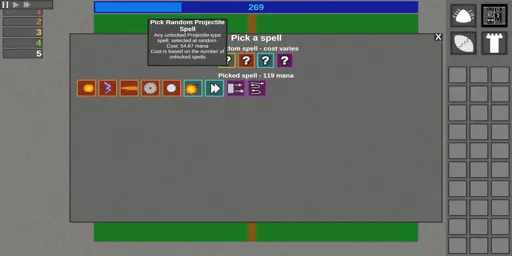 269
4
2
3
4
5
Pick Random Projectile
Spell
Any unlocked Projectile-type
spell, selected at random.
Cost: 54.67 mana
Cost is based on the number of
unlocked spells
Pick a spell
X
dom spell - cost varies
? ? ? ?
Picked spell - 119 mana